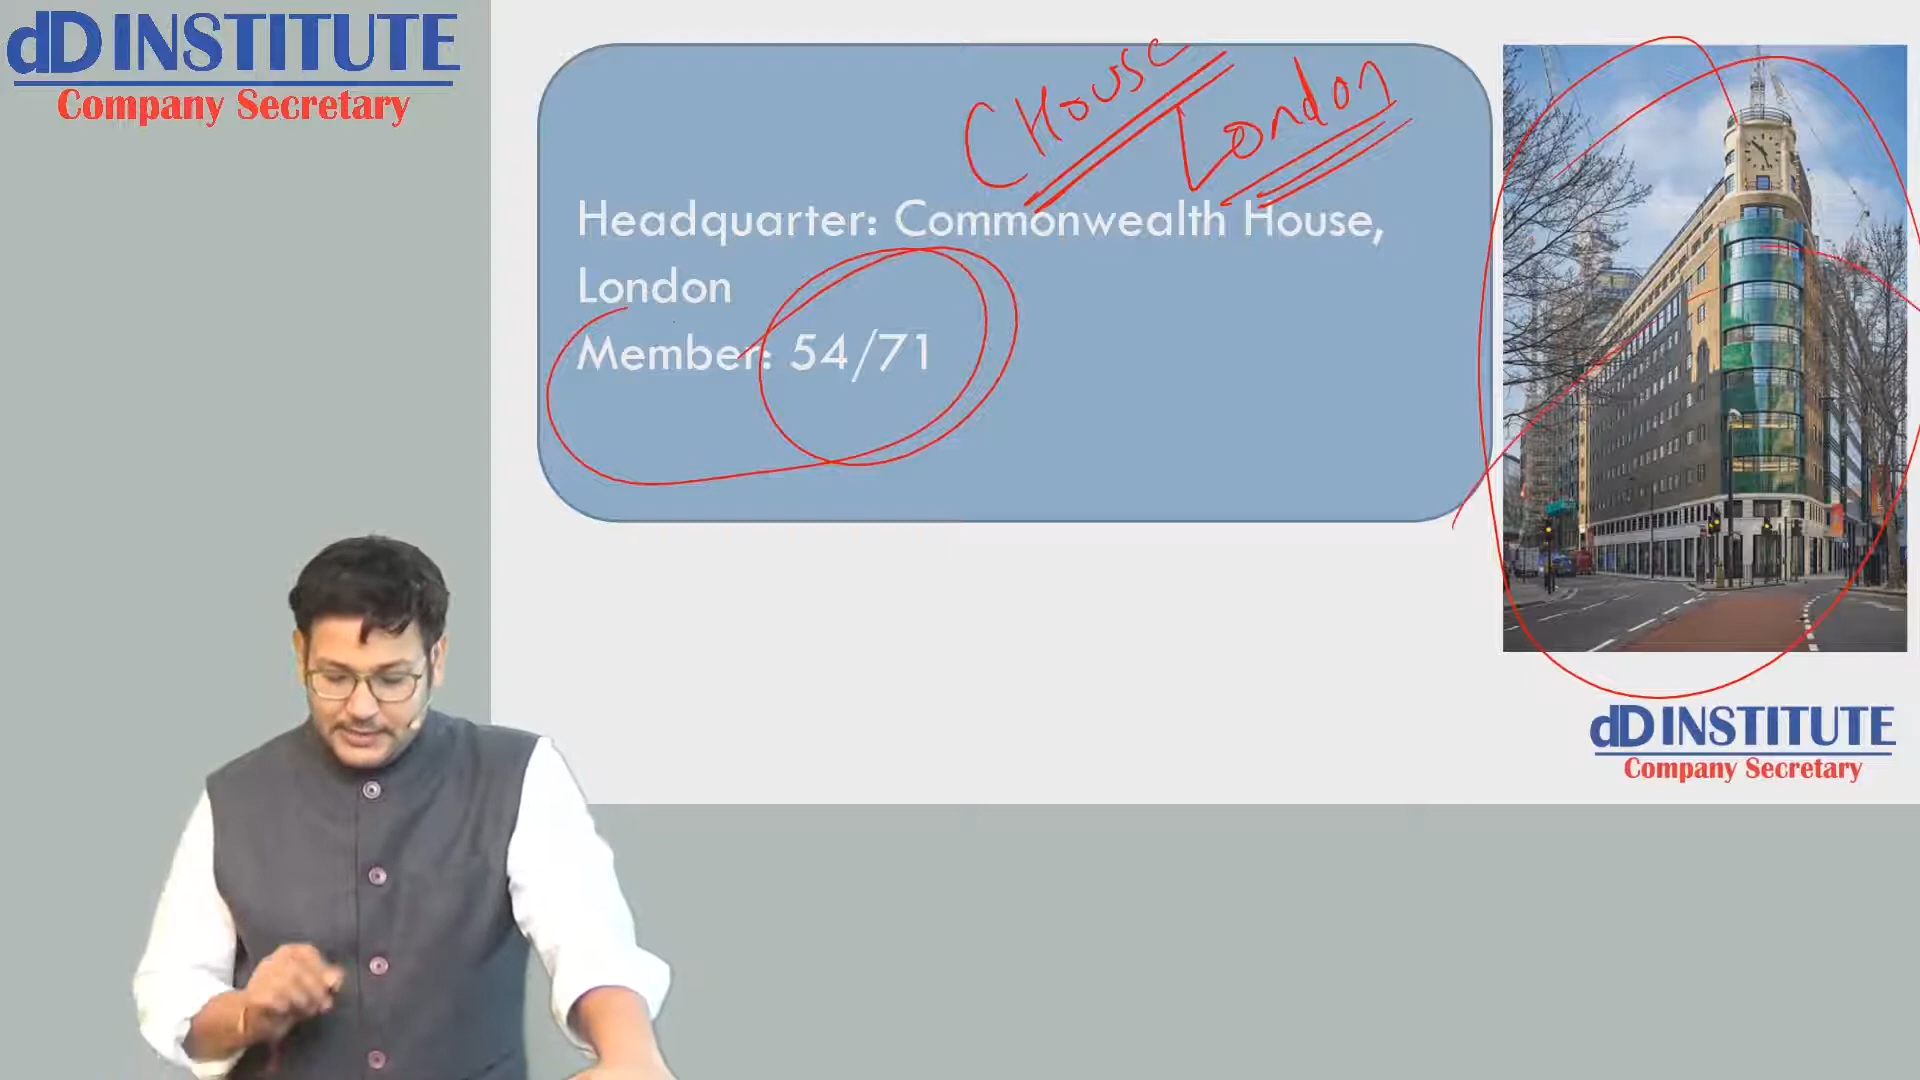 dD INSTITUTE
Company Secretary
C House
London
Headquarter: Commonwealth House,
London
Member: 54/71
dD INSTITUTE
Company Secretary